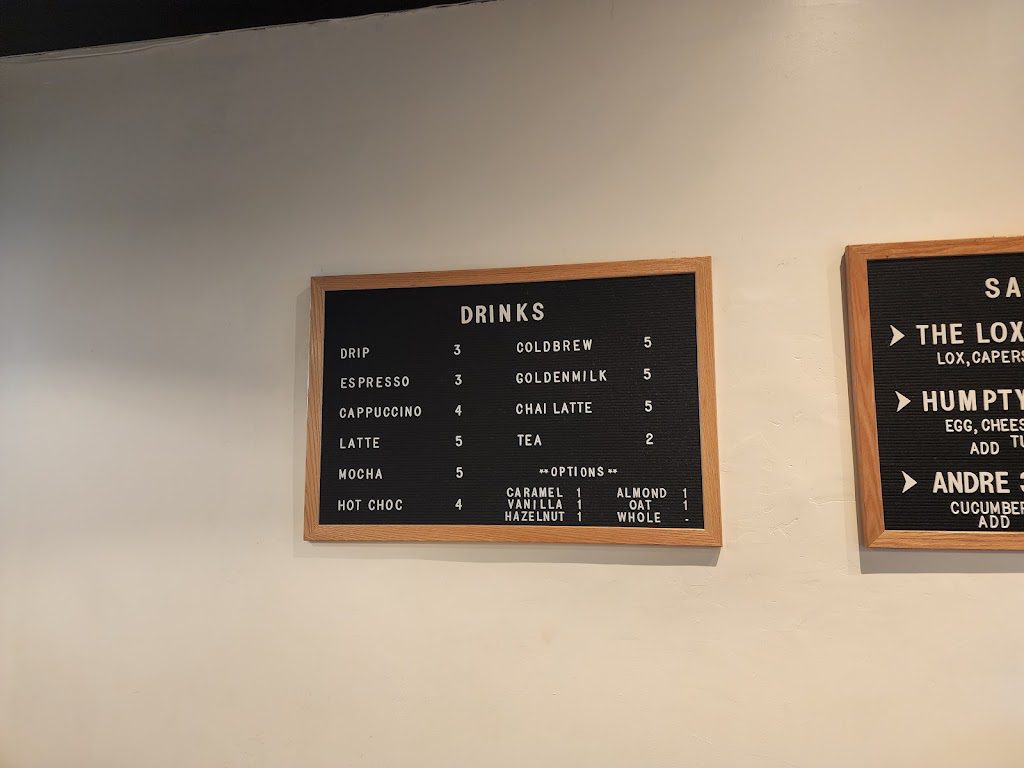 DRINKS
DRIP 3
ESPRESSO 3
CAPPUCCINO 4
LATTE 5
MOCHA 5
HOT CHOC 4
COLDBREW 5
GOLDENMILK 5
CHAI LATTE 5
TEA 2
**OPTIONS**
CARAMEL 1
VANILLA 1
HAZELNUT 1
ALMOND 1
OAT 1
WHOLE -
SA
THE LOX
LOX, CAPERS
HUMPTY
EGG, CHEES
ADD TU
ANDRE
CUCUMBER
ADD